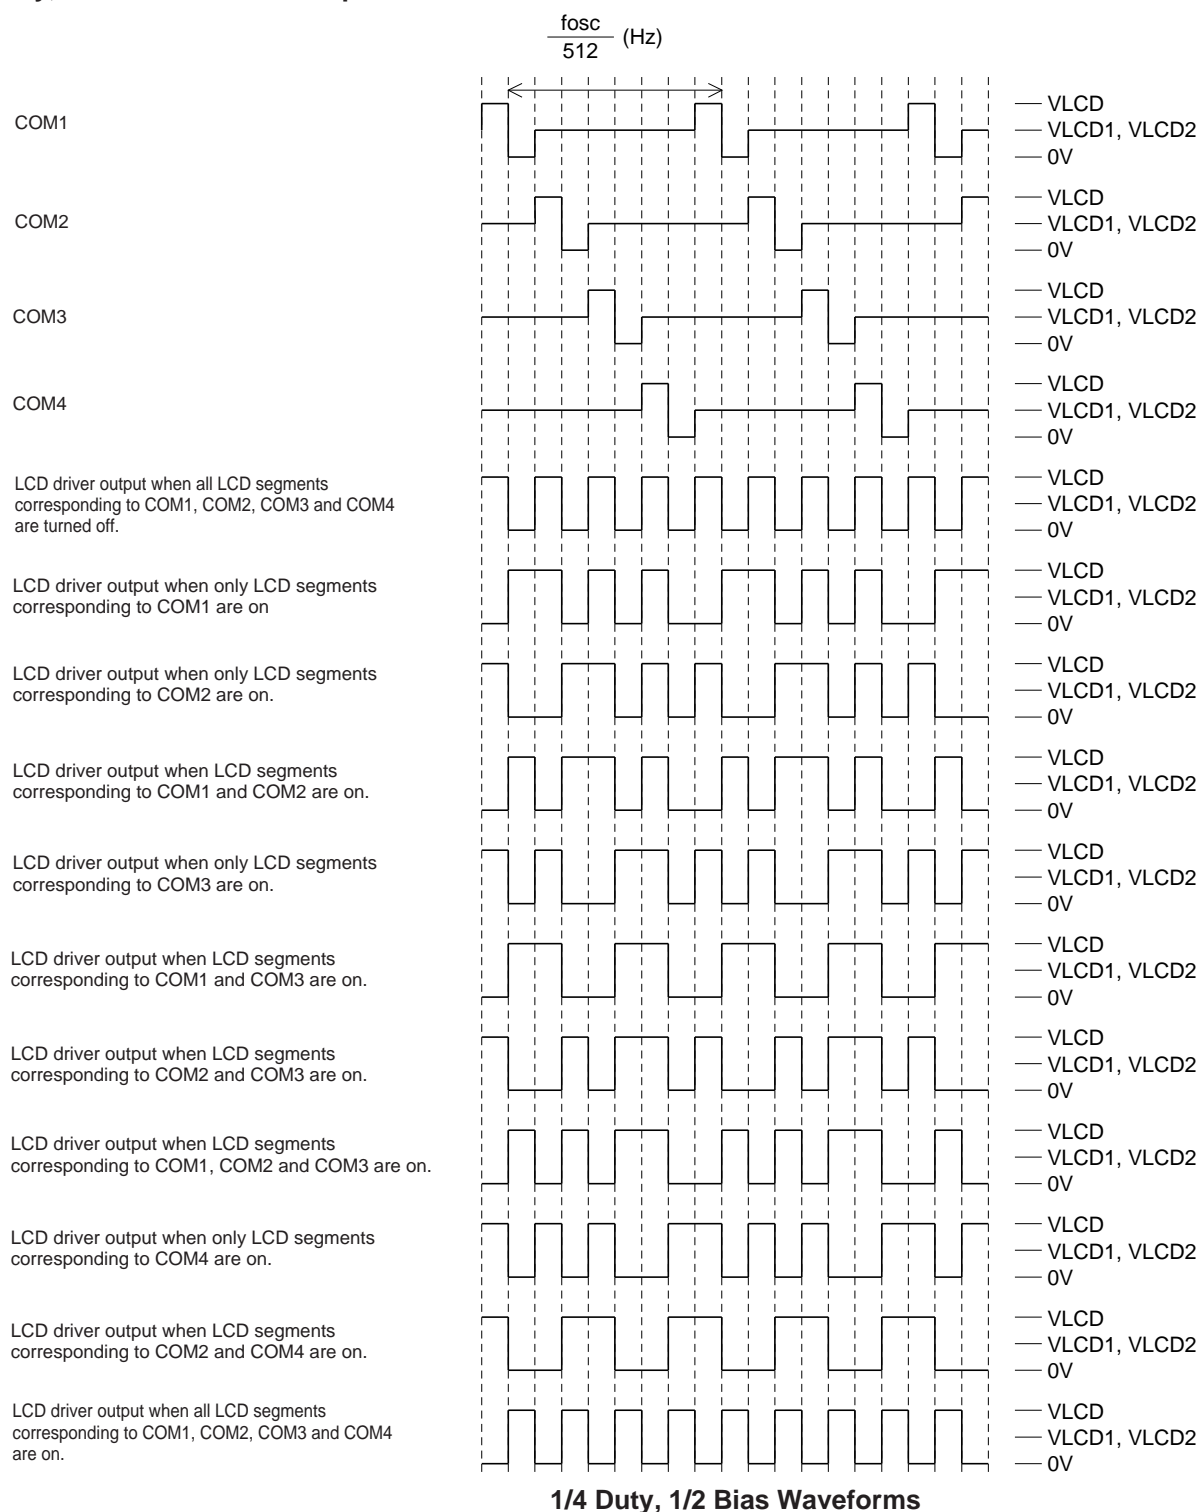 fosc
512
(Hz)
COM1
VLCD
VLCD1, VLCD2
0V
COM2
VLCD
VLCD1, VLCD2
0V
COM3
VLCD
VLCD1, VLCD2
0V
COM4
VLCD
VLCD1, VLCD2
0V
LCD driver output when all LCD segments
corresponding to COM1, COM2, COM3 and COM4
are turned off.
VLCD
VLCD1, VLCD2
0V
LCD driver output when only LCD segments
corresponding to COM1 are on
VLCD
VLCD1, VLCD2
0V
LCD driver output when only LCD segments
corresponding to COM2 are on.
VLCD
VLCD1, VLCD2
0V
LCD driver output when LCD segments
corresponding to COM1 and COM2 are on.
VLCD
VLCD1, VLCD2
0V
LCD driver output when only LCD segments
corresponding to COM3 are on.
VLCD
VLCD1, VLCD2
0V
LCD driver output when LCD segments
corresponding to COM1 and COM3 are on.
VLCD
VLCD1, VLCD2
0V
LCD driver output when LCD segments
corresponding to COM2 and COM3 are on.
VLCD
VLCD1, VLCD2
0V
LCD driver output when LCD segments
corresponding to COM1, COM2 and COM3 are on.
VLCD
VLCD1, VLCD2
0V
LCD driver output when only LCD segments
corresponding to COM4 are on.
VLCD
VLCD1, VLCD2
0V
LCD driver output when LCD segments
corresponding to COM2 and COM4 are on.
VLCD
VLCD1, VLCD2
0V
LCD driver output when all LCD segments
corresponding to COM1, COM2, COM3 and COM4
are on.
VLCD
VLCD1, VLCD2
0V
1/4 Duty, 1/2 Bias Waveforms